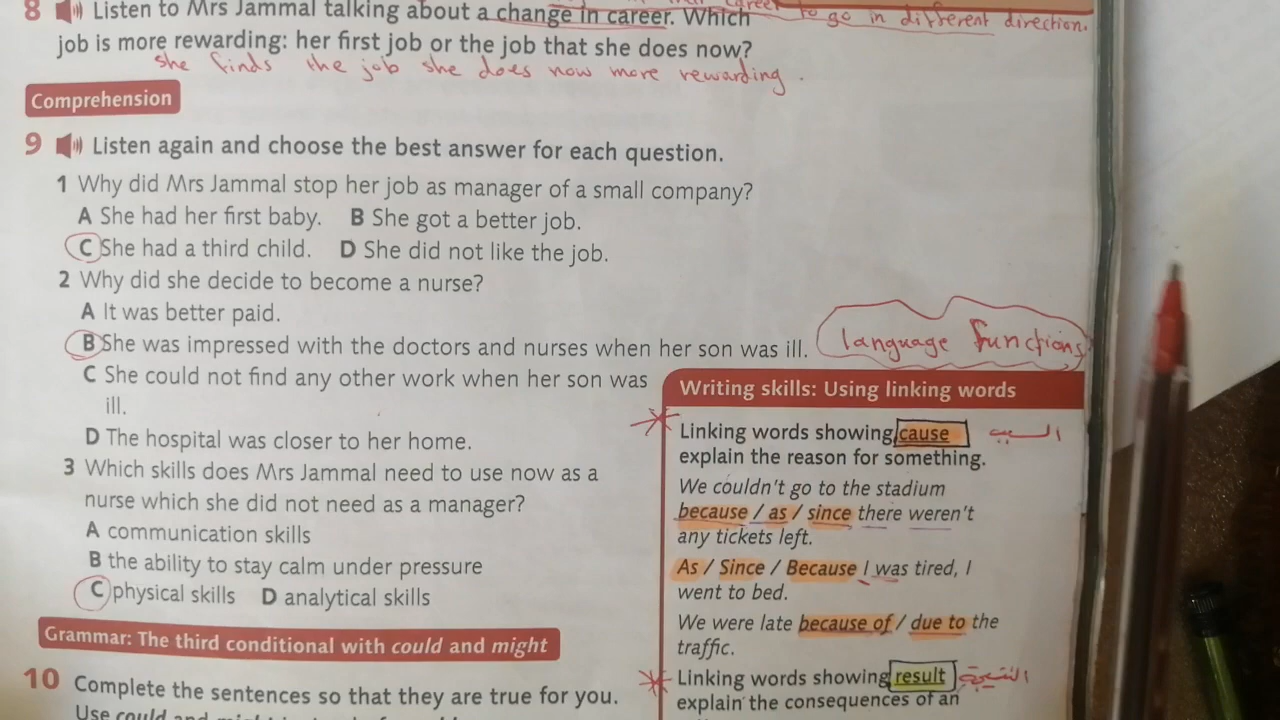 8 Listen to Mrs Jammal talking about a change in career. Which
to go in different direction.
job is more rewarding: her first job or the job that she does now?
she finds the job she does now more rewarding.
Comprehension
9 Listen again and choose the best answer for each question.
1 Why did Mrs Jammal stop her job as manager of a small company?
A She had her first baby. B She got a better job.
C She had a third child. D She did not like the job.
2 Why did she decide to become a nurse?
A It was better paid.
B She was impressed with the doctors and nurses when her son was ill.
C She could not find any other work when her son was
ill.
D The hospital was closer to her home.
3 Which skills does Mrs Jammal need to use now as a
nurse which she did not need as a manager?
A communication skills
B the ability to stay calm under pressure
C physical skills D analytical skills
Grammar: The third conditional with could and might
10 Complete the sentences so that they are true for you.
Use could and might
language functions
Writing skills: Using linking words
Linking words showing cause السبب
explain the reason for something.
We couldn't go to the stadium
because / as / since there weren't
any tickets left.
As / Since / Because I was tired, I
went to bed.
We were late because of / due to the
traffic.
Linking words showing result النتيجة
explain the consequences of an